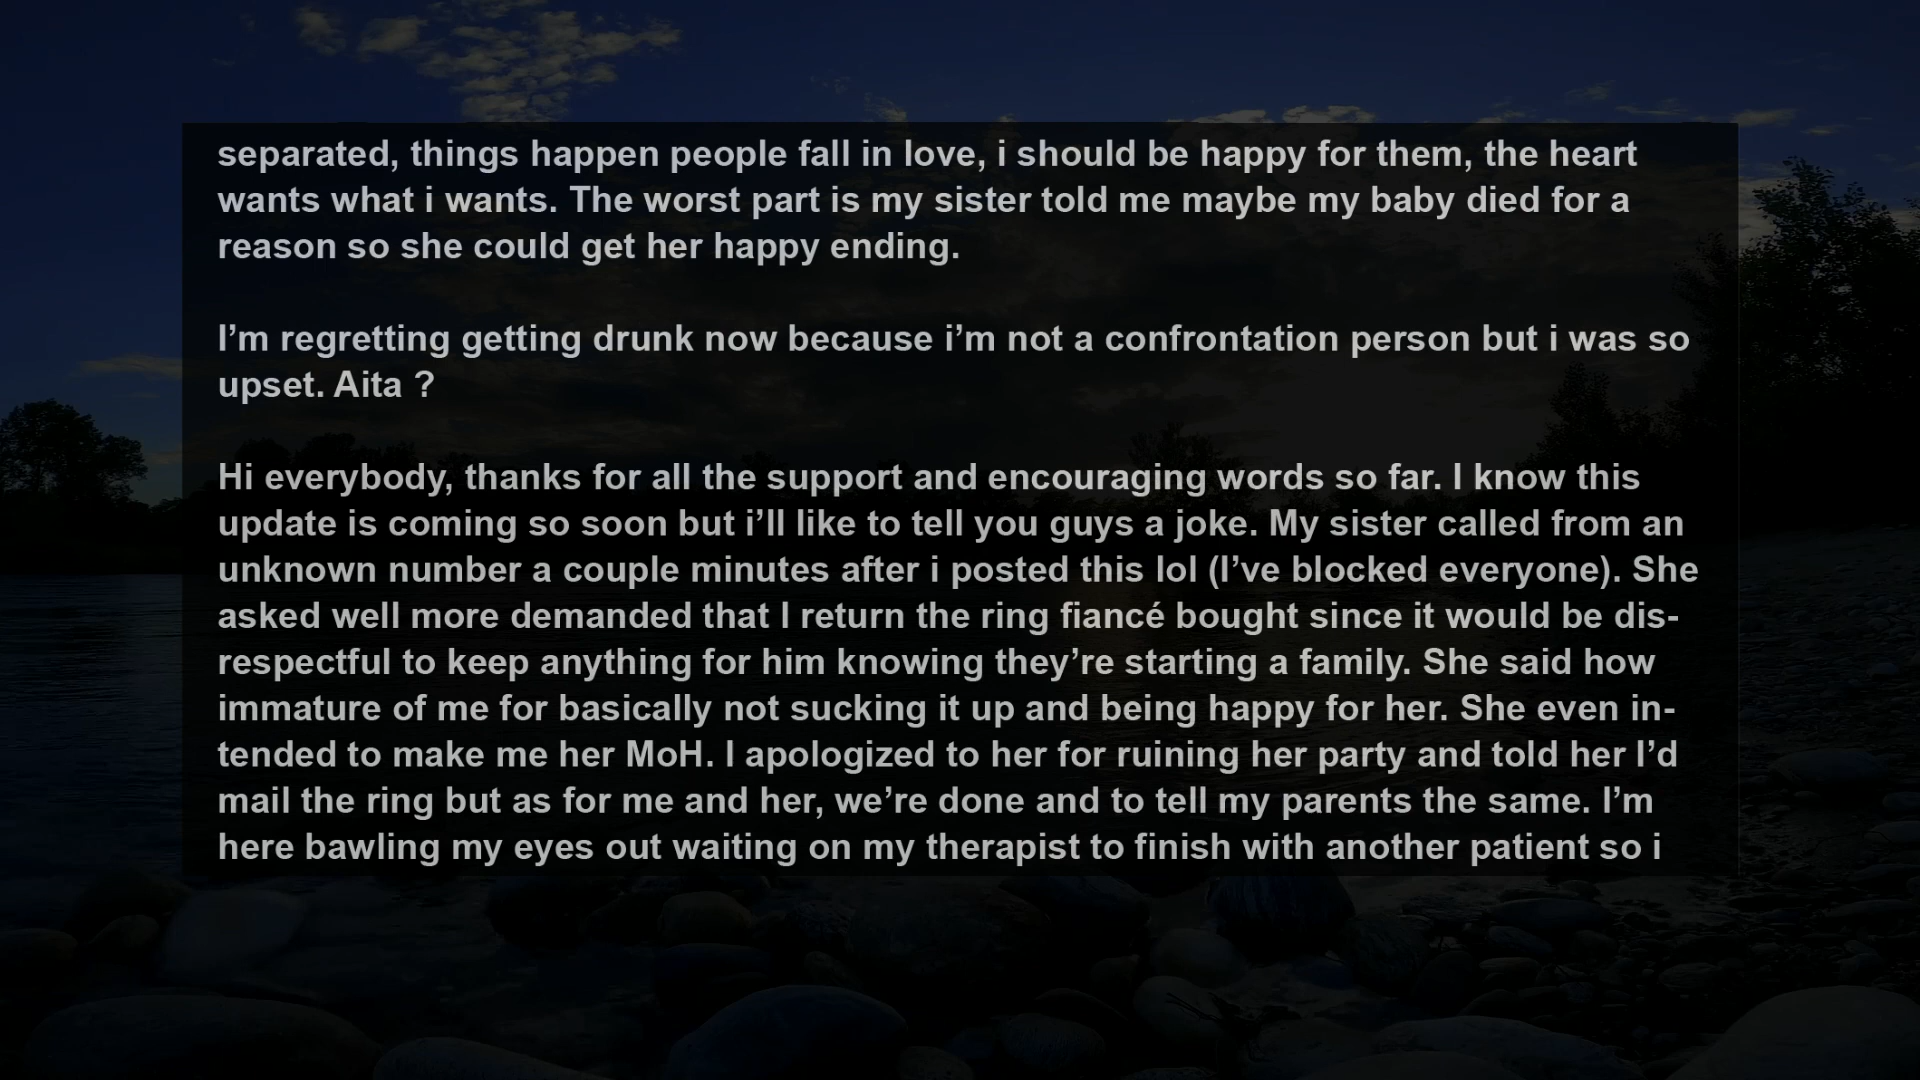 separated, things happen people fall in love, i should be happy for them, the heart
wants what i wants. The worst part is my sister told me maybe my baby died for a
reason so she could get her happy ending.
I’m regretting getting drunk now because i’m not a confrontation person but i was so
upset. Aita ?
Hi everybody, thanks for all the support and encouraging words so far. I know this
update is coming so soon but i’ll like to tell you guys a joke. My sister called from an
unknown number a couple minutes after i posted this lol (I’ve blocked everyone). She
asked well more demanded that I return the ring fiancé bought since it would be dis-
respectful to keep anything for him knowing they’re starting a family. She said how
immature of me for basically not sucking it up and being happy for her. She even in-
tended to make me her MoH. I apologized to her for ruining her party and told her I’d
mail the ring but as for me and her, we’re done and to tell my parents the same. I’m
here bawling my eyes out waiting on my therapist to finish with another patient so i